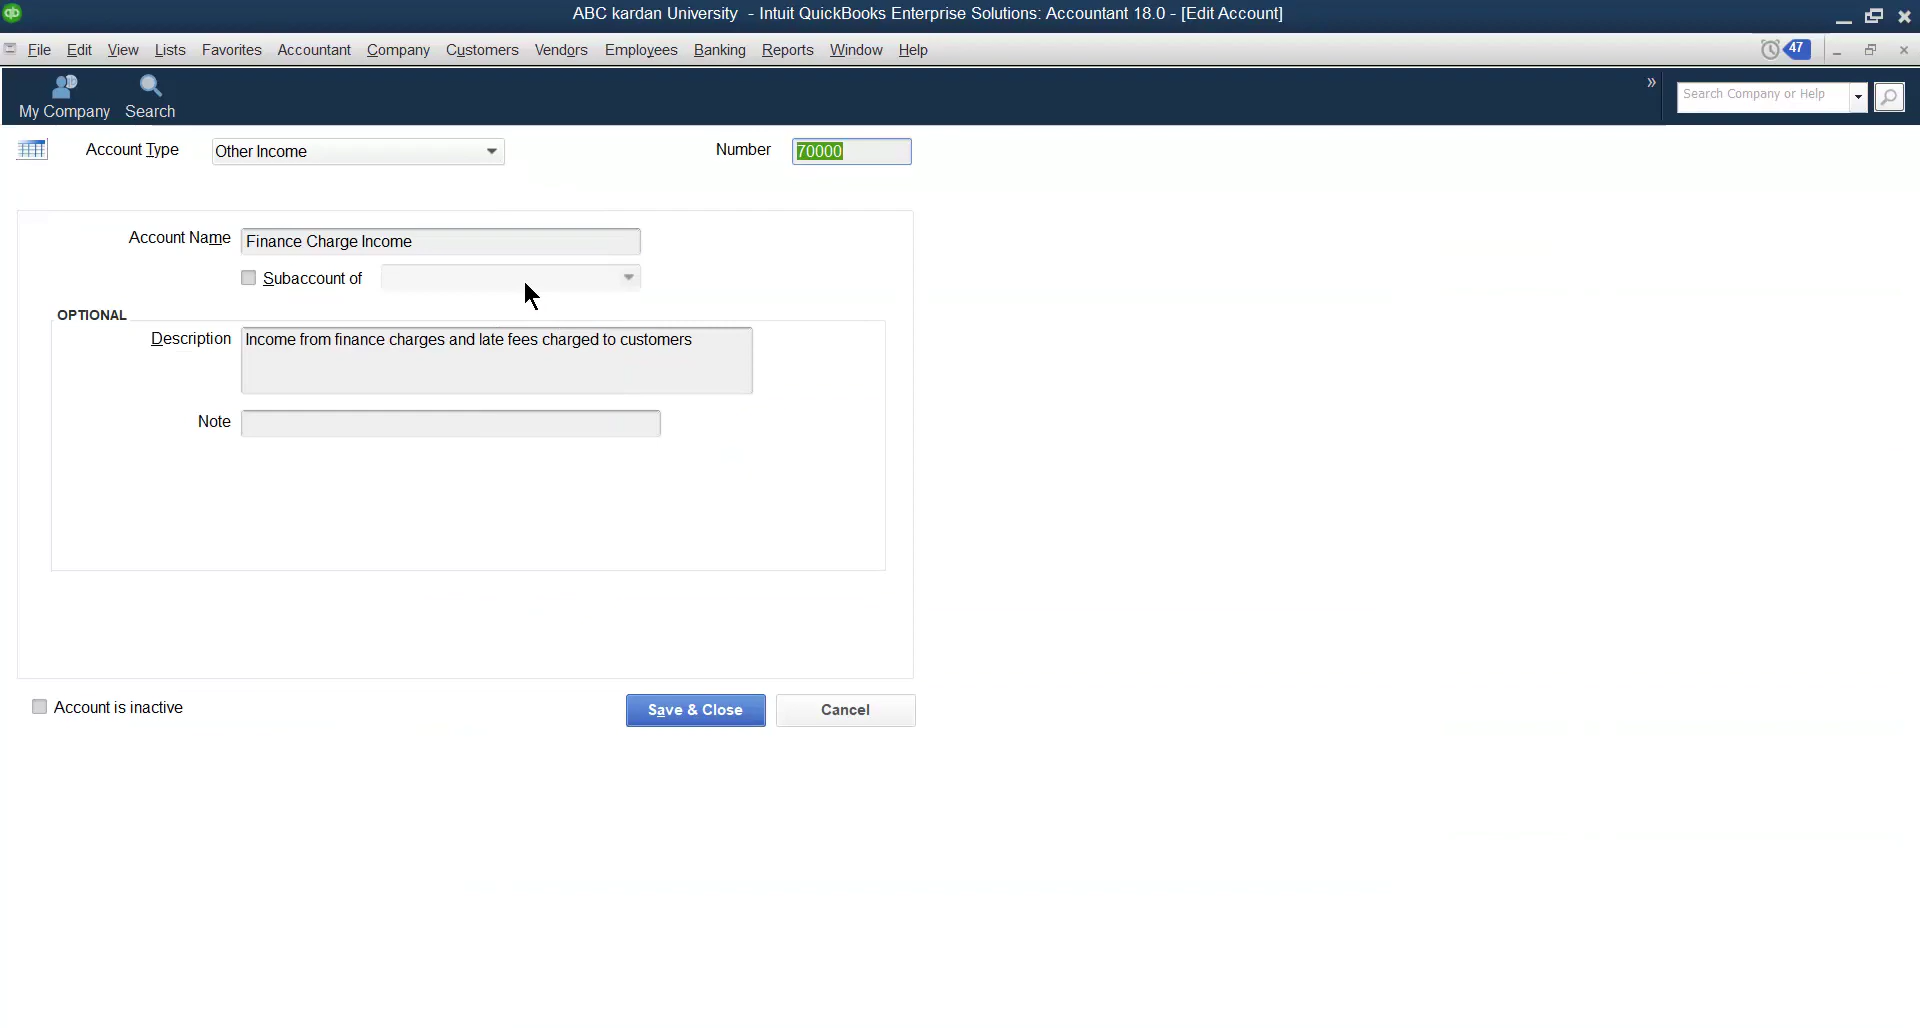 ABC kardan University - Intuit QuickBooks Enterprise Solutions: Accountant 18.0 - [Edit Account]
File Edit View Lists Favorites Accountant Company Customers Vendors Employees Banking Reports Window Help
47
My Company
Search
»
Search Company or Help
Account Type
Other Income
Number
70000
Account Name
Finance Charge Income
Subaccount of
OPTIONAL
Description
Income from finance charges and late fees charged to customers
Note
Account is inactive
Save & Close
Cancel